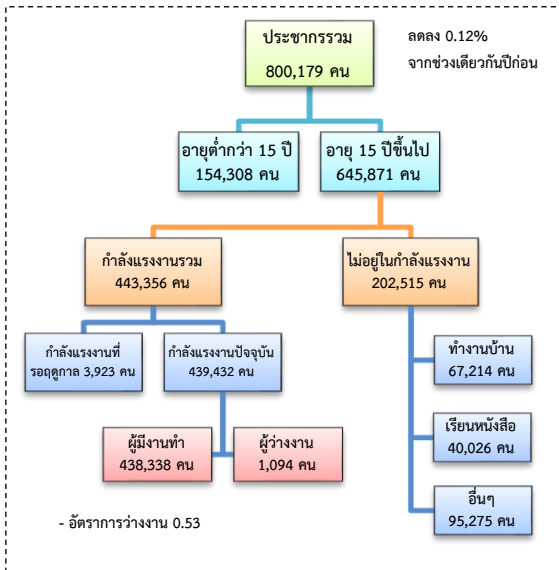 ประชากรรวม
800,179 คน
ลดลง 0.12%
จากช่วงเดียวกันปีก่อน
อายุต่ำกว่า 15 ปี
154,308 คน
อายุ 15 ปีขึ้นไป
645,871 คน
กำลังแรงงานรวม
443,356 คน
ไม่อยู่ในกำลังแรงงาน
202,515 คน
กำลังแรงงานที่
รอฤดูกาล 3,923 คน
กำลังแรงงานปัจจุบัน
439,432 คน
ทำงานบ้าน
67,214 คน
ผู้มีงานทำ
438,338 คน
ผู้ว่างงาน
1,094 คน
เรียนหนังสือ
40,026 คน
อื่นๆ
95,275 คน
- อัตราการว่างงาน 0.53